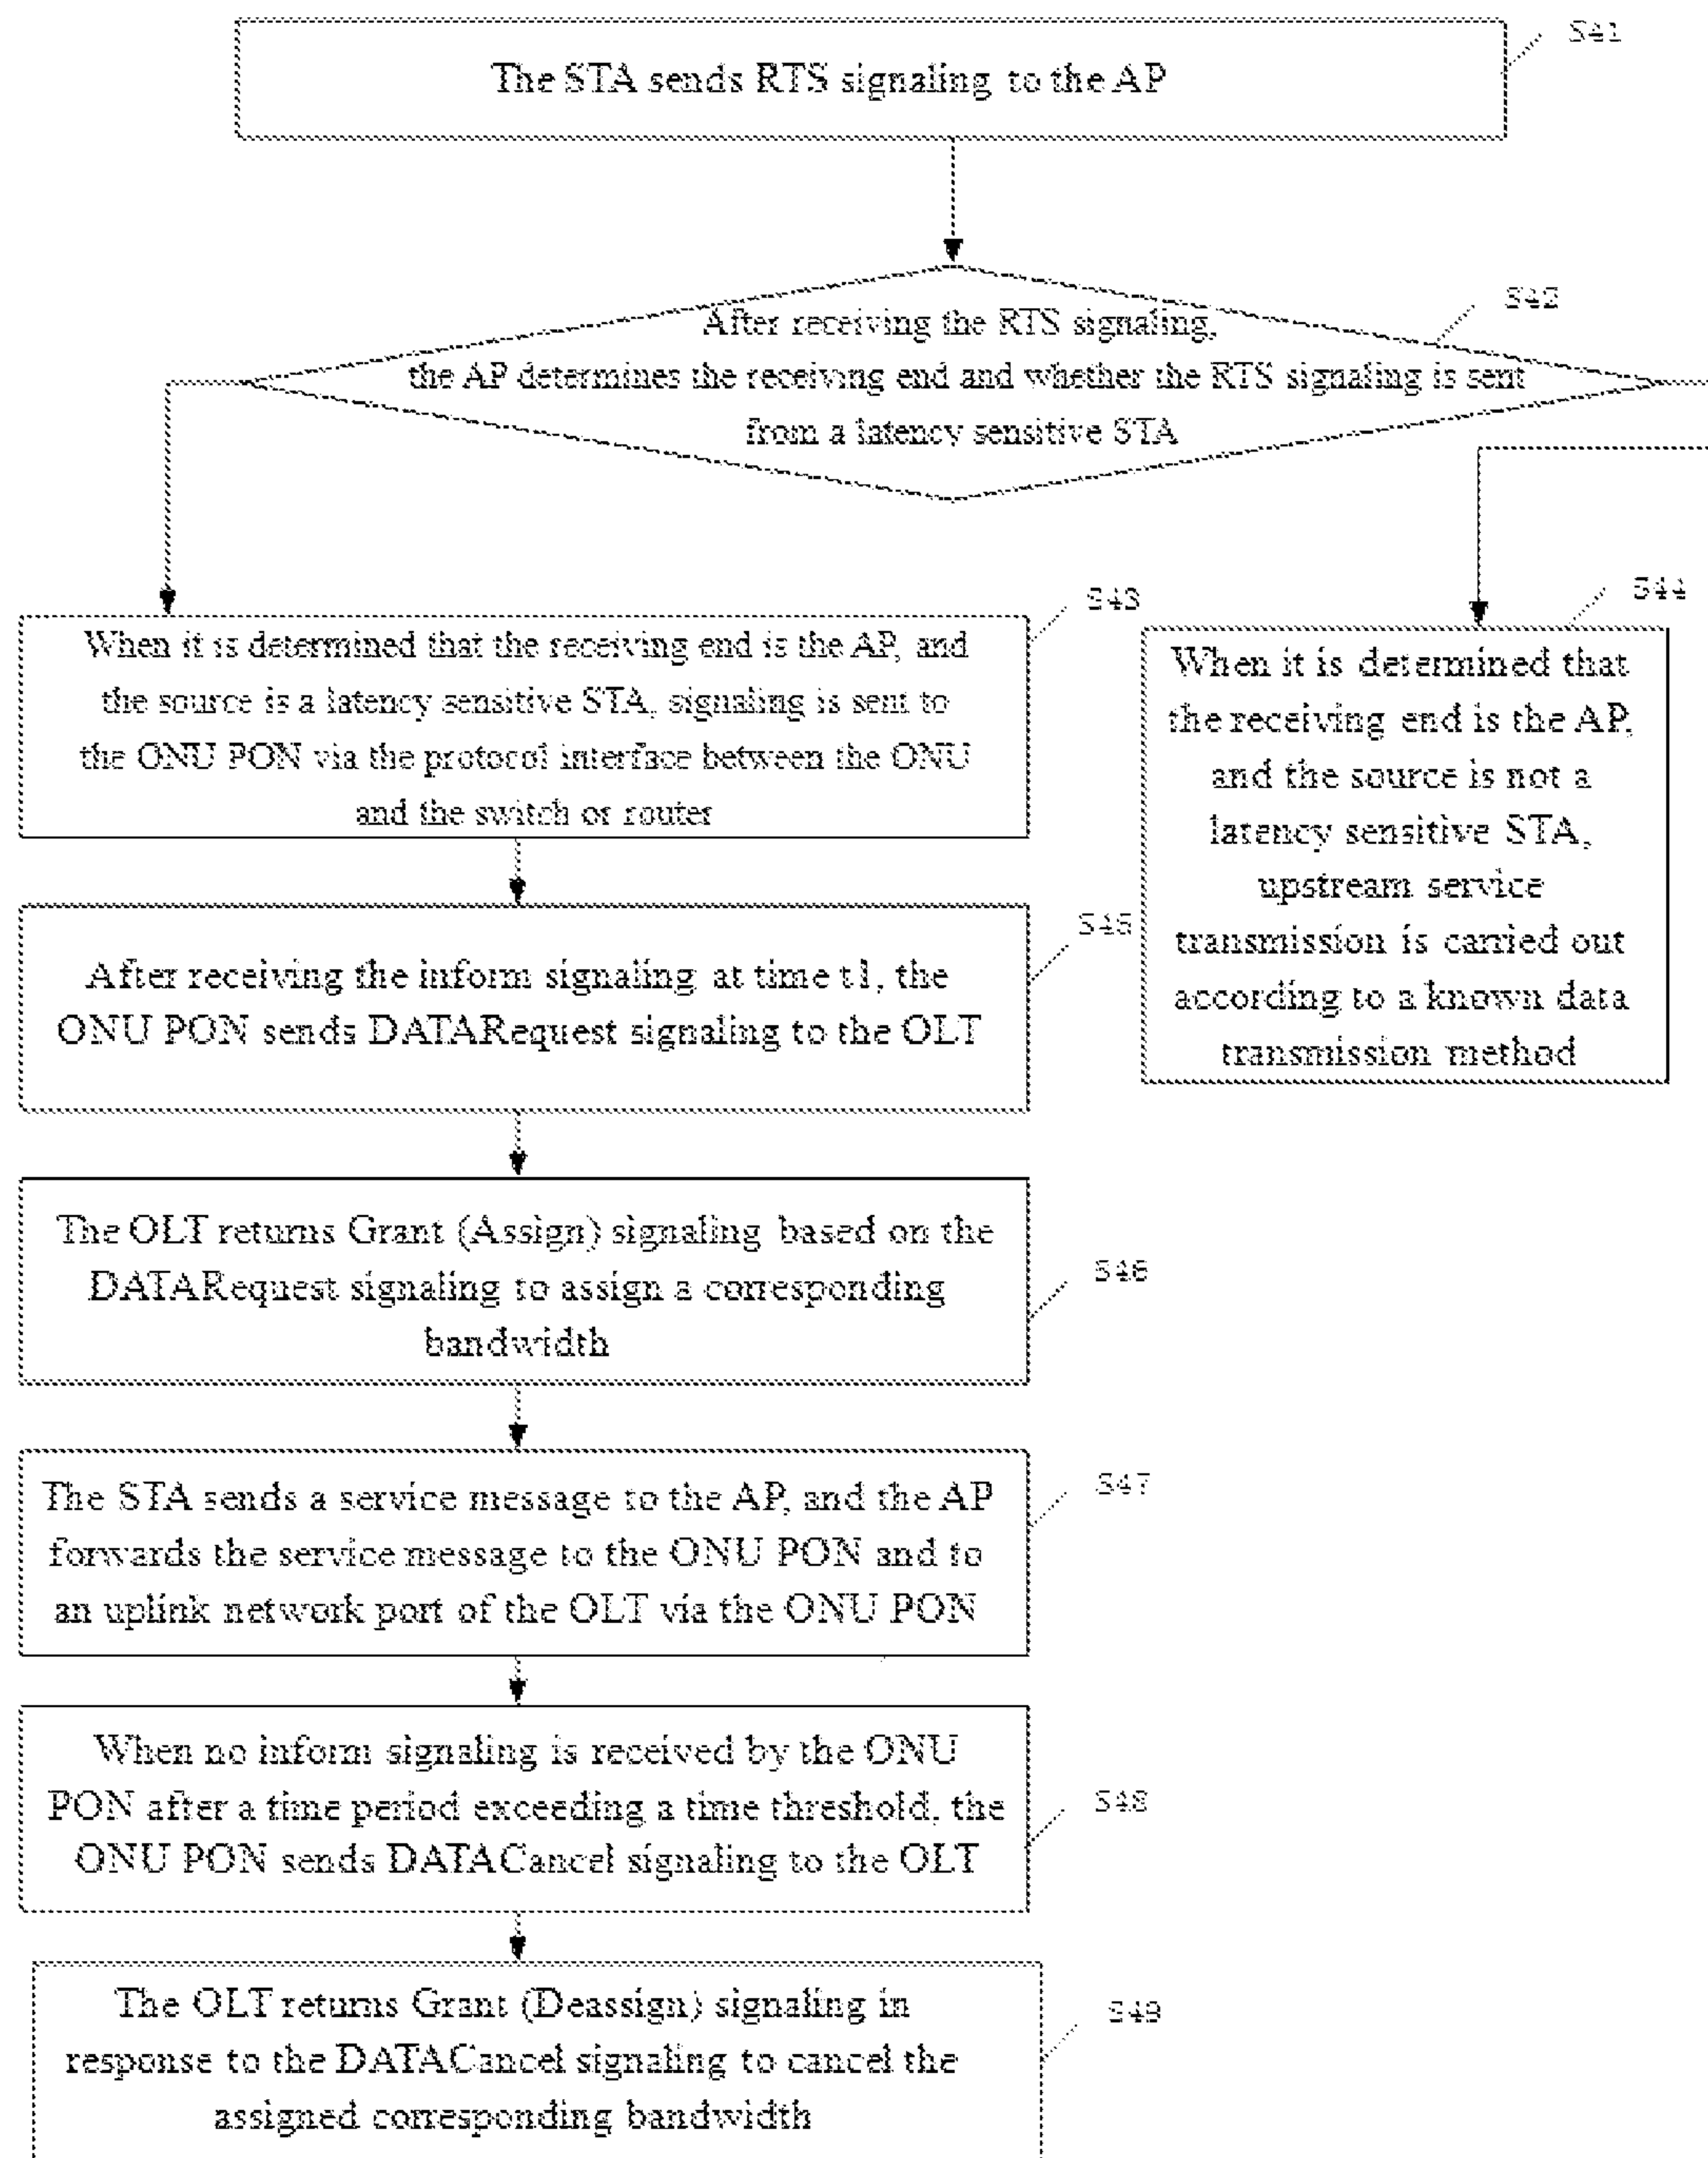 S41
The STA sends RTS signaling to the AP
S42
After receiving the RTS signaling,
the AP determines the receiving end and whether the RTS signaling is sent
from a latency sensitive STA
S43
When it is determined that the receiving end is the AP, and
the source is a latency sensitive STA, signaling is sent to
the ONU PON via the protocol interface between the ONU
and the switch or router
S44
When it is determined that
the receiving end is the AP,
and the source is not a
latency sensitive STA,
upstream service
transmission is carried out
according to a known data
transmission method
S45
After receiving the inform signaling at time t1, the
ONU PON sends DATARequest signaling to the OLT
S46
The OLT returns Grant (Assign) signaling based on the
DATARequest signaling to assign a corresponding
bandwidth
S47
The STA sends a service message to the AP, and the AP
forwards the service message to the ONU PON and to
an uplink network port of the OLT via the ONU PON
S48
When no inform signaling is received by the ONU
PON after a time period exceeding a time threshold, the
ONU PON sends DATACancel signaling to the OLT
S49
The OLT returns Grant (Deassign) signaling in
response to the DATACancel signaling to cancel the
assigned corresponding bandwidth